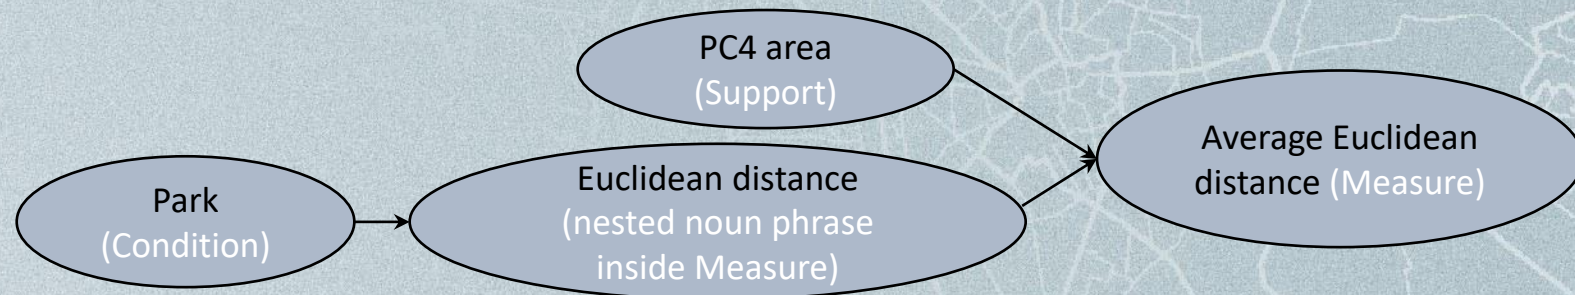 PC4 area
(Support)
Average Euclidean
distance (Measure)
Euclidean distance
(nested noun phrase
inside Measure)
Park
(Condition)